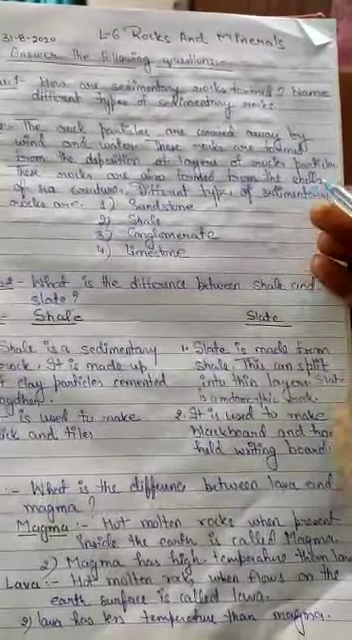 31-8-2020 L-6 Rocks And Minerals
Answer the following questions:-
1- How are sedimentary rocks formed? Name
different types of sedimentary rocks.
:- The rock particles are carried away by
wind and water. These rocks are formed
from the deposition of layers of rocks particles.
These rocks are also formed from the shells
of sea creature. Different types of sedimentary
rocks are. 1) Sandstone
2) Shale
3) Conglomerate
4) limestone
2- What is the difference between Shale and
slate?
Shale Slate
Shale is a sedimentary 1. Slate is made from
rock. It is made up shale. This can split
clay particles cemented into thin layers.
is a metamorphic rock.
is used to make 2. It is used to make
and tiles blackboard and
held writing board.
:- What is the difference between lava and
magma?
Magma:- Hot molten rocks when present
inside the earth is called Magma.
2) Magma has high temperature than lava
Lava:- Hot molten rocks when flows on the
earth surface is called lava.
2) lava has less temperature than magma.